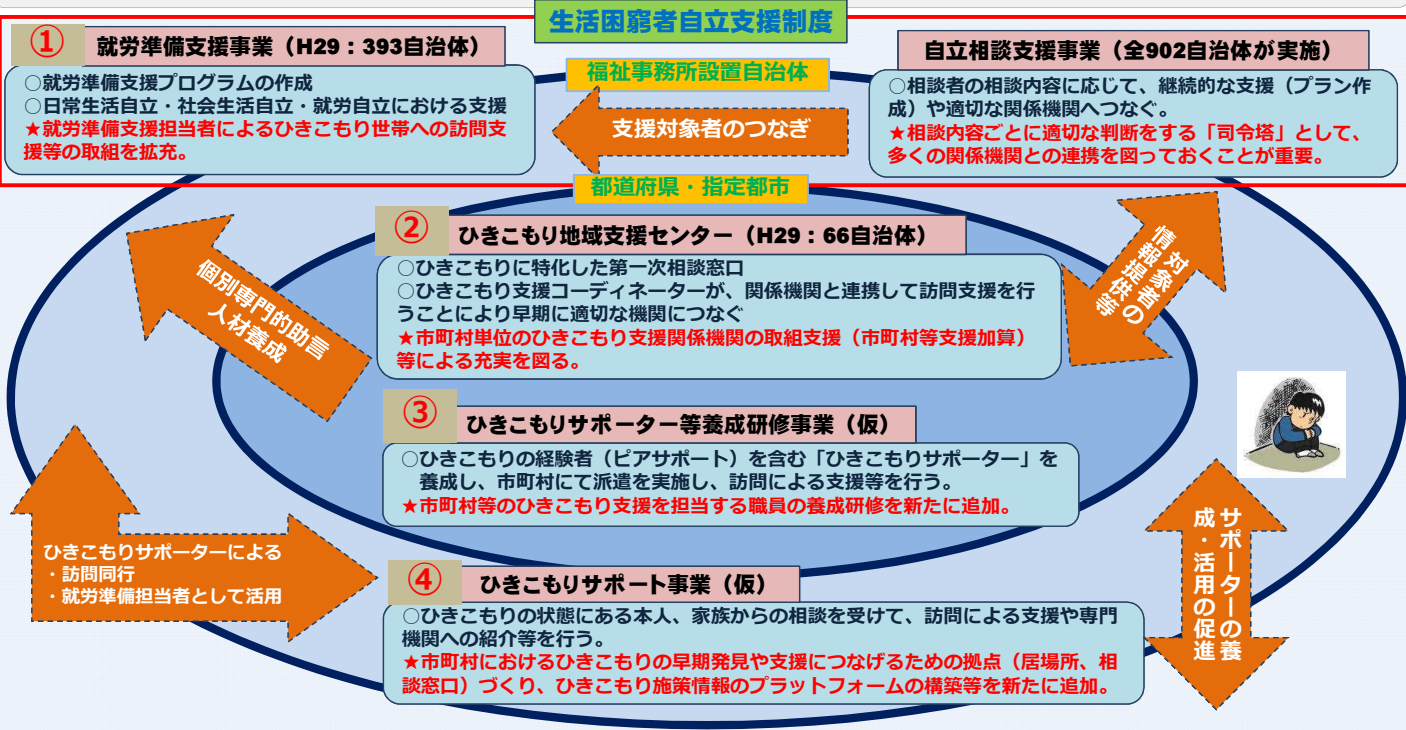 生活困窮者自立支援制度
① 就労準備支援事業（H29：393自治体）
○就労準備支援プログラムの作成
○日常生活自立・社会生活自立・就労自立における支援
★就労準備支援担当者によるひきこもり世帯への訪問支
援等の取組を拡充。
福祉事務所設置自治体
支援対象者のつなぎ
自立相談支援事業（全902自治体が実施）
○相談者の相談内容に応じて、継続的な支援（プラン作
成）や適切な関係機関へつなぐ。
★相談内容ごとに適切な判断をする「司令塔」として、
多くの関係機関との連携を図っておくことが重要。
都道府県・指定都市
② ひきこもり地域支援センター（H29：66自治体）
○ひきこもりに特化した第一次相談窓口
○ひきこもり支援コーディネーターが、関係機関と連携して訪問支援を行
うことにより早期に適切な機関につなぐ
★市町村単位のひきこもり支援関係機関の取組支援（市町村等支援加算）
等による充実を図る。
個別専門的助言
人材養成
対象者の
情報提供等
③ ひきこもりサポーター等養成研修事業（仮）
○ひきこもりの経験者（ピアサポート）を含む「ひきこもりサポーター」を
養成し、市町村にて派遣を実施し、訪問による支援等を行う。
★市町村等のひきこもり支援を担当する職員の養成研修を新たに追加。
ひきこもりサポーターによる
・訪問同行
・就労準備担当者として活用
サポーターの養
成・活用の促進
④ ひきこもりサポート事業（仮）
○ひきこもりの状態にある本人、家族からの相談を受けて、訪問による支援や専門
機関への紹介等を行う。
★市町村におけるひきこもりの早期発見や支援につなげるための拠点（居場所、相
談窓口）づくり、ひきこもり施策情報のプラットフォームの構築等を新たに追加。